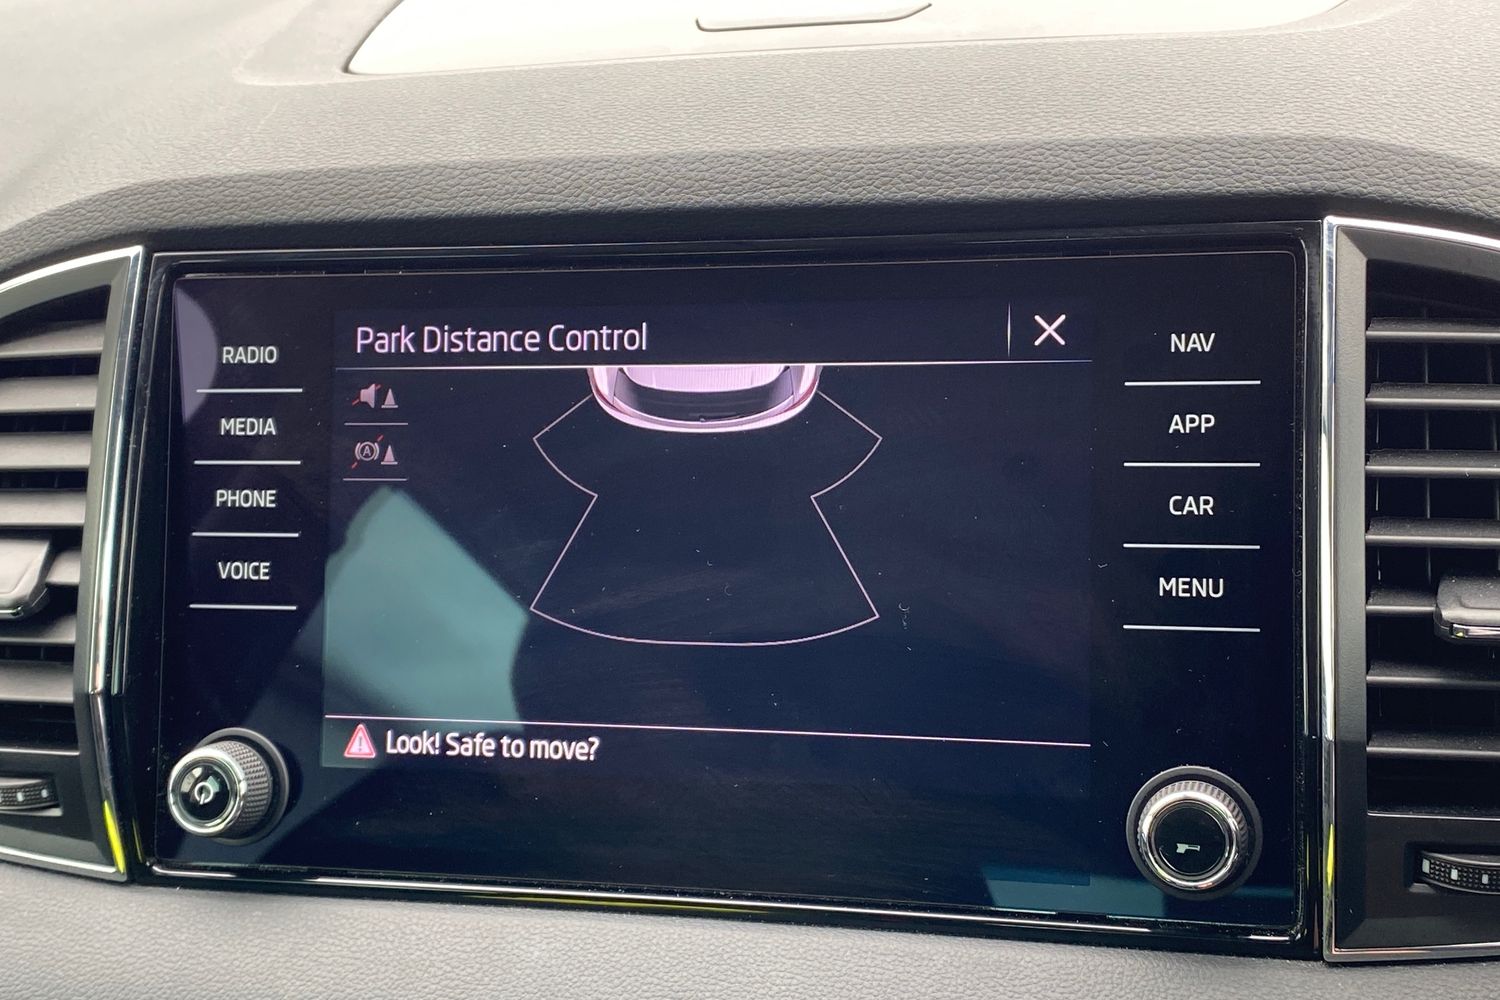 Park Distance Control
RADIO
MEDIA
PHONE
VOICE
A
NAV
APP
CAR
MENU
Look! Safe to move?